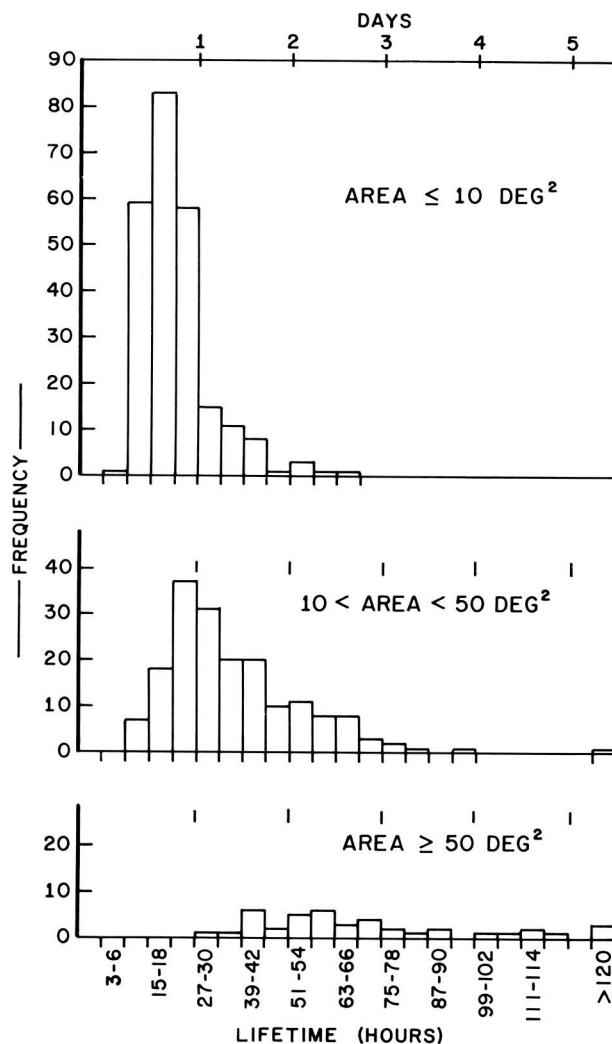 DAYS
1 2 3 4 5
90
80
70
60
50
40
30
20
10
0
AREA ≤ 10 DEG²
FREQUENCY
40
30
20
10
0
10 < AREA < 50 DEG²
20
10
0
AREA ≥ 50 DEG²
3-6 15-18 27-30 39-42 51-54 63-66 75-78 87-90 99-102 111-114 >120
LIFETIME (HOURS)